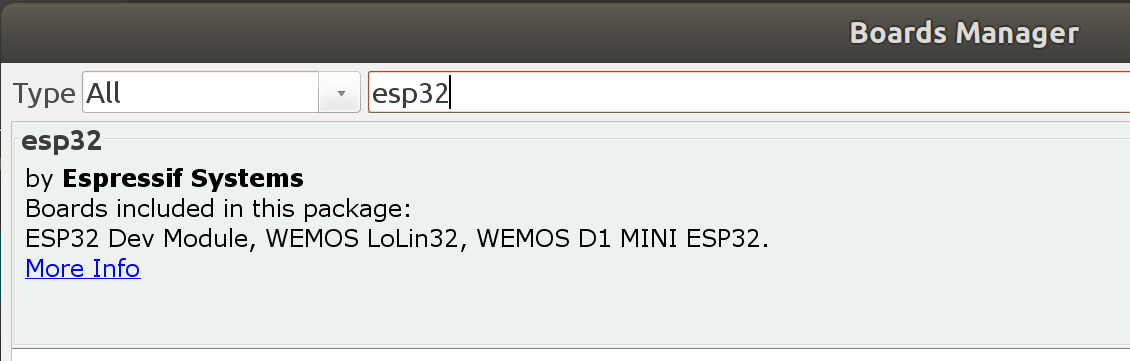 Boards Manager
Type All esp32
esp32
by Espressif Systems
Boards included in this package:
ESP32 Dev Module, WEMOS LoLin32, WEMOS D1 MINI ESP32.
More Info